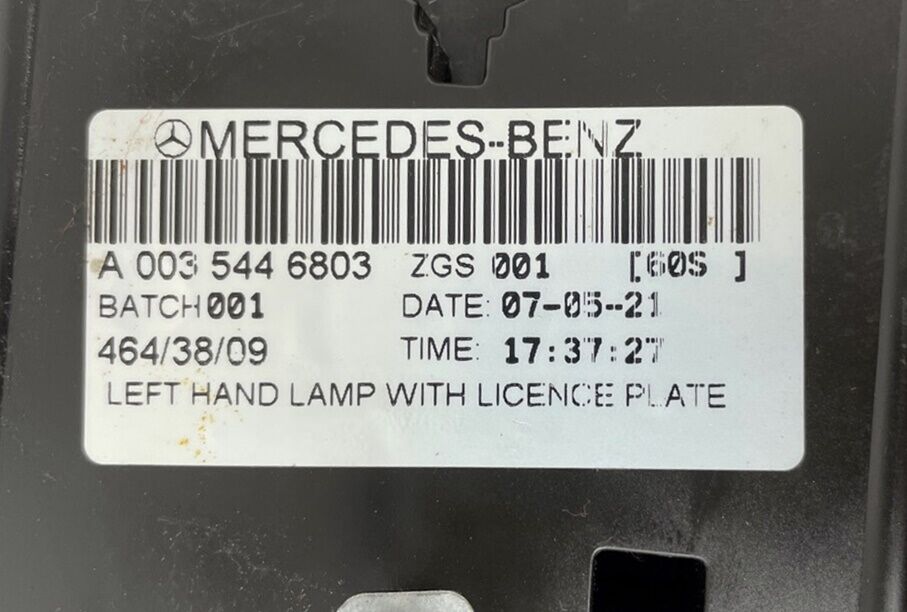 MERCEDES-BENZ
A 003 544 6803 ZGS 001 [60S ]
BATCH 001 DATE: 07-05-21
464/38/09 TIME: 17:37:27
LEFT HAND LAMP WITH LICENCE PLATE